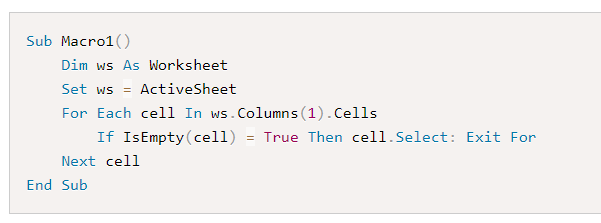 Sub Macro1()
    Dim ws As Worksheet
    Set ws = ActiveSheet
    For Each cell In ws.Columns(1).Cells
        If IsEmpty(cell) = True Then cell.Select: Exit For
    Next cell
End Sub